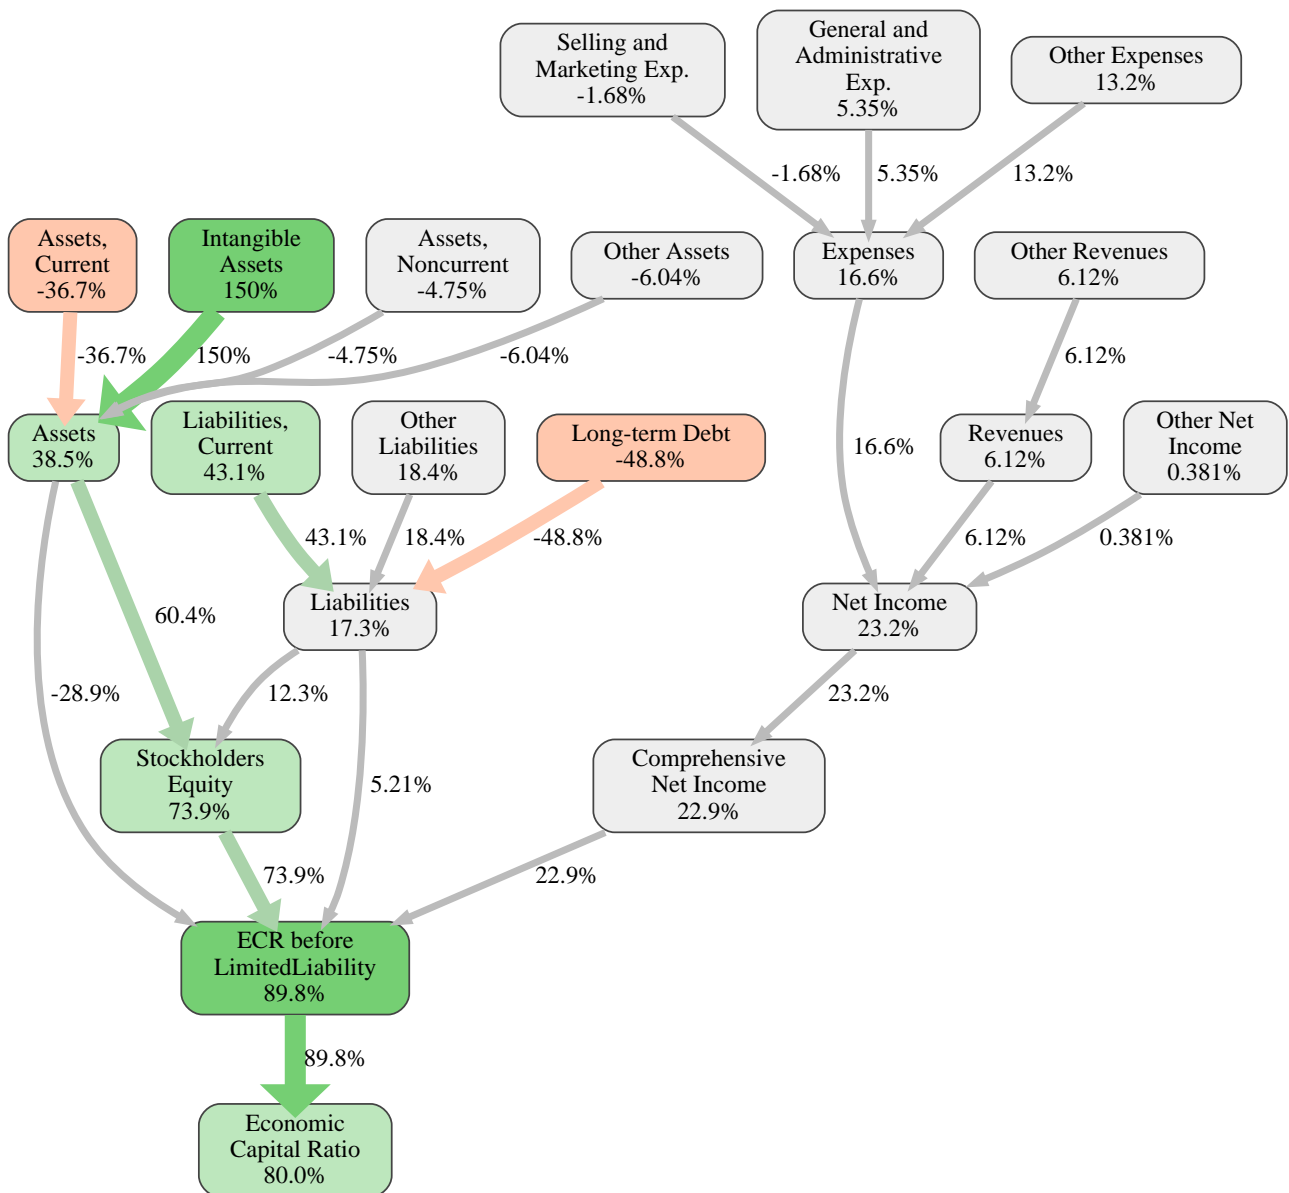 Selling and
Marketing Exp.
-1.68%
General and
Administrative
Exp.
5.35%
Other Expenses
13.2%
-1.68%
5.35%
13.2%
Assets,
Current
-36.7%
Intangible
Assets
150%
Assets,
Noncurrent
-4.75%
Other Assets
-6.04%
Expenses
16.6%
Other Revenues
6.12%
-36.7%
150%
-4.75%
-6.04%
6.12%
Assets
38.5%
Liabilities,
Current
43.1%
Other
Liabilities
18.4%
Long-term Debt
-48.8%
16.6%
Revenues
6.12%
Other Net
Income
0.381%
43.1%
18.4%
-48.8%
6.12%
0.381%
60.4%
Liabilities
17.3%
Net Income
23.2%
-28.9%
12.3%
23.2%
Stockholders
Equity
73.9%
5.21%
Comprehensive
Net Income
22.9%
73.9%
22.9%
ECR before
LimitedLiability
89.8%
89.8%
Economic
Capital Ratio
80.0%